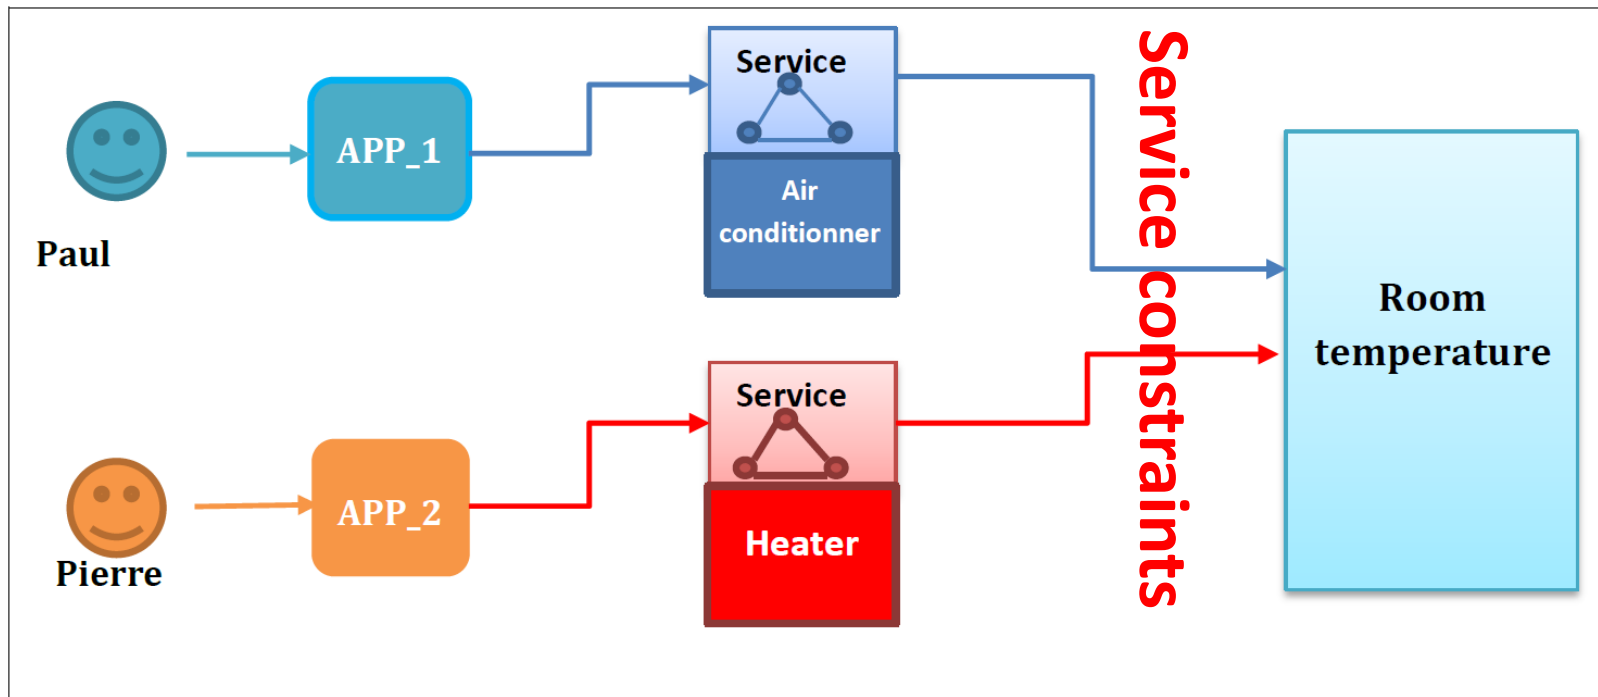 Paul
APP_1
Service
Air
conditionner
Service constraints
Room
temperature
Pierre
APP_2
Service
Heater